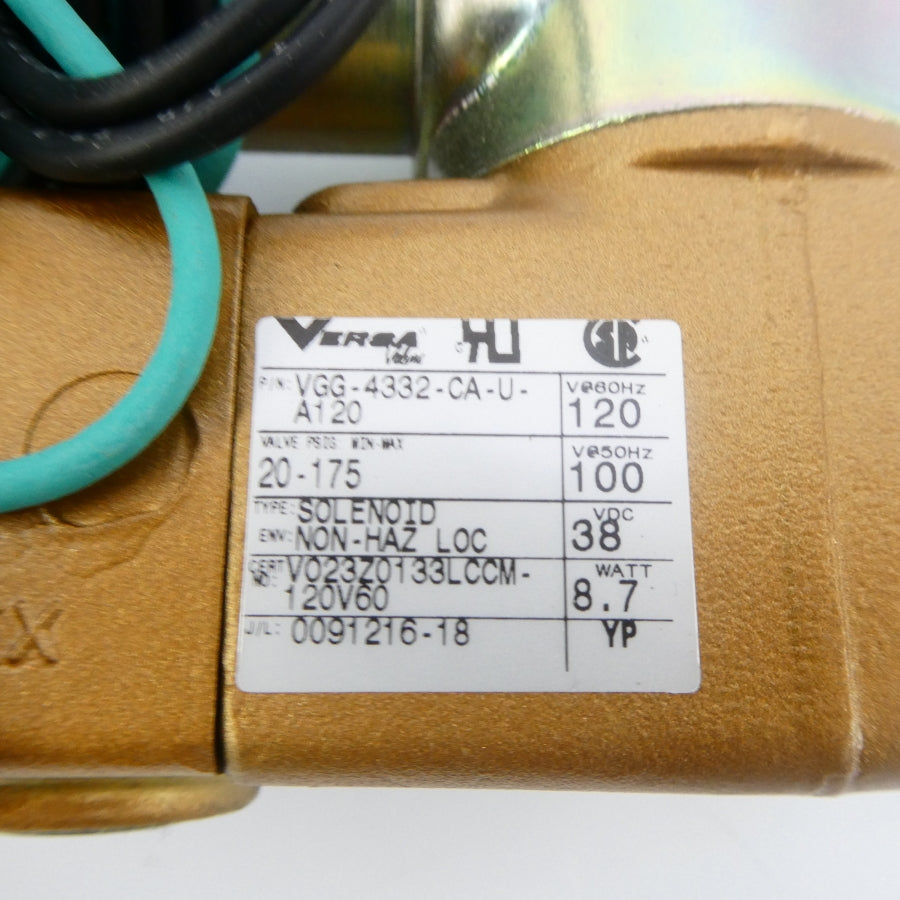 VERSA
P/N: VGG-4332-CA-U-
A120
V@60HZ
120
VALVE PSIG MIN-MAX
20-175
V@50HZ
100
TYPE: SOLENOID
ENV: NON-HAZ LOC
VDC
38
CERT NO: V023Z0133LCCM-
120V60
WATT
8.7
J/L: 0091216-18
YP